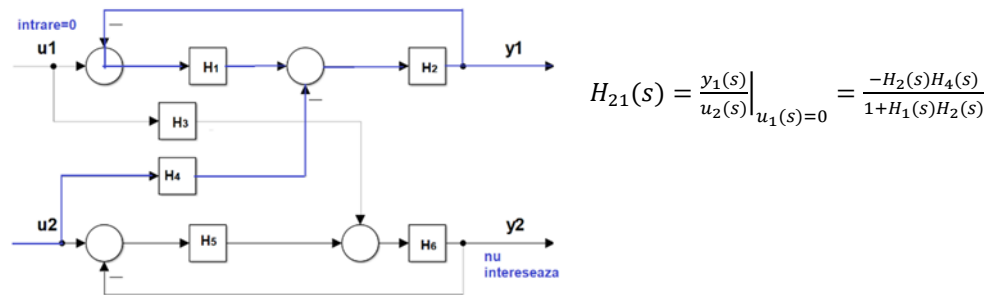 intrare=0
u1
H1
H2
y1
H3
H4
u2
H5
H6
y2
nu
intereseaza
H₂₁(s) = y₁(s)/u₂(s)|u₁(s)=0 = −H₂(s)H₄(s)/1+H₁(s)H₂(s)